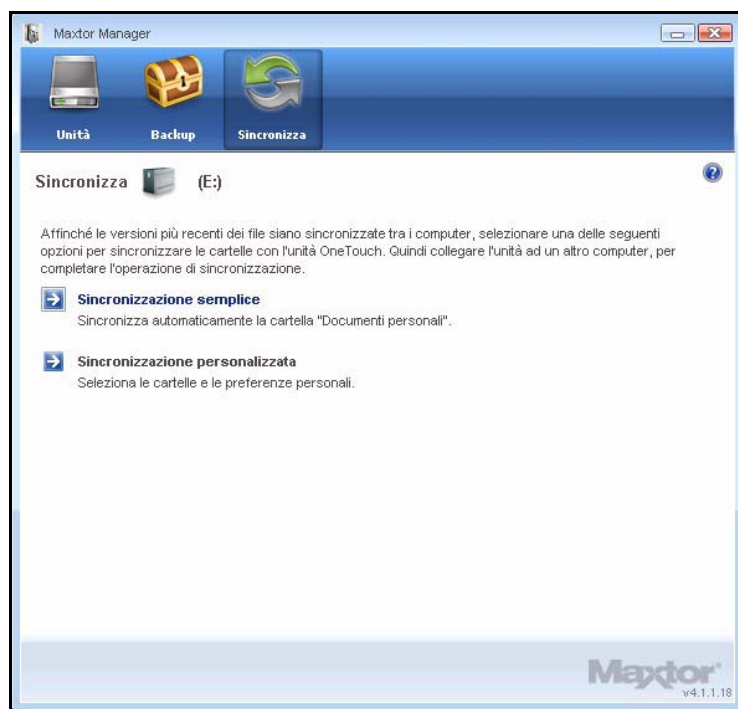 Maxtor Manager
Unità Backup Sincronizza
Sincronizza (E:)
Affinché le versioni più recenti dei file siano sincronizzate tra i computer, selezionare una delle seguenti
opzioni per sincronizzare le cartelle con l'unità OneTouch. Quindi collegare l'unità ad un altro computer, per
completare l'operazione di sincronizzazione.
Sincronizzazione semplice
Sincronizza automaticamente la cartella "Documenti personali".
Sincronizzazione personalizzata
Seleziona le cartelle e le preferenze personali.
Maxtor
v4.1.1.18